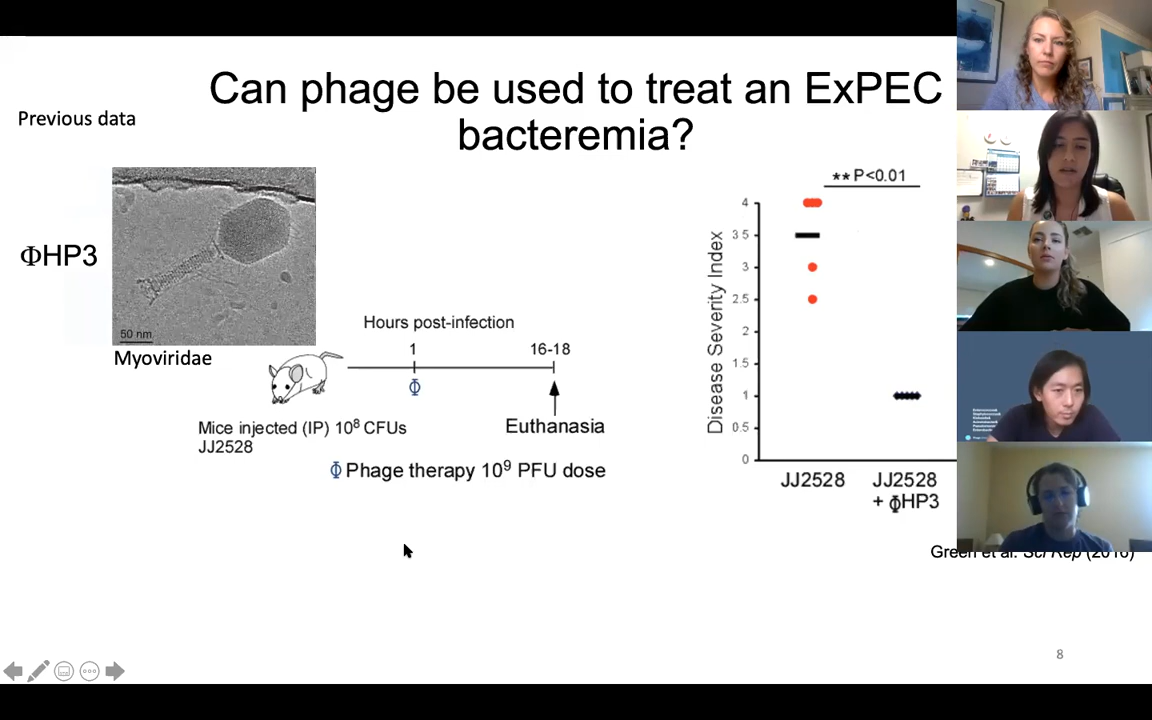 Can phage be used to treat an ExPEC
bacteremia?
Previous data
ΦHP3
50 nm
Myoviridae
Hours post-infection
1
16-18
Φ
Euthanasia
Mice injected (IP) 10⁸ CFUs
JJ2528
Φ Phage therapy 10⁹ PFU dose
**P<0.01
Disease Severity Index
4
3 5
3
2.5
2
1.5
1
0.5
0
JJ2528
JJ2528
+ ΦHP3
Green et al. Sci Rep
8